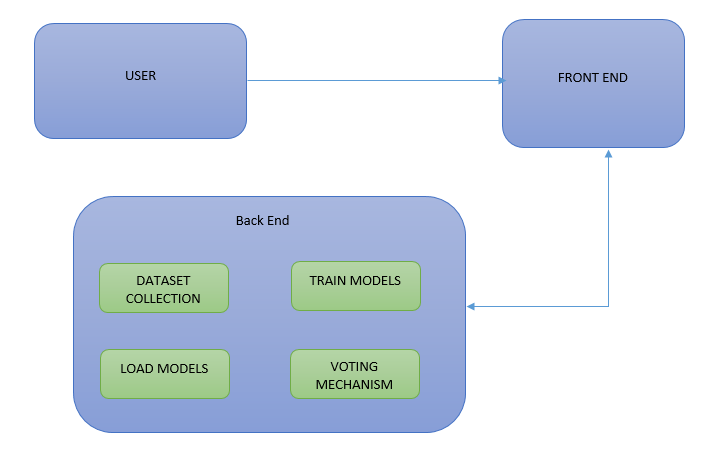 USER
FRONT END
Back End
DATASET
COLLECTION
TRAIN MODELS
LOAD MODELS
VOTING
MECHANISM